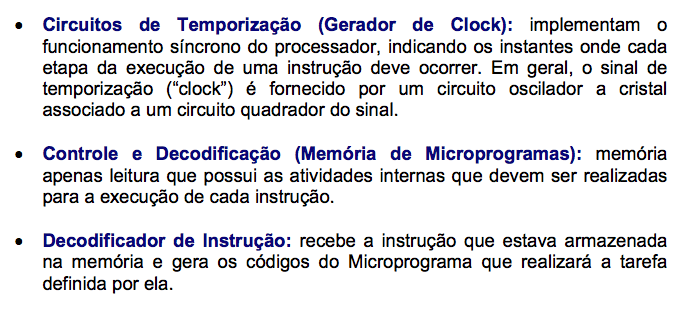 • Circuitos de Temporização (Gerador de Clock): implementam o
funcionamento síncrono do processador, indicando os instantes onde cada
etapa da execução de uma instrução deve ocorrer. Em geral, o sinal de
temporização (“clock”) é fornecido por um circuito oscilador a cristal
associado a um circuito quadrador do sinal.
• Controle e Decodificação (Memória de Microprogramas): memória
apenas leitura que possui as atividades internas que devem ser realizadas
para a execução de cada instrução.
• Decodificador de Instrução: recebe a instrução que estava armazenada
na memória e gera os códigos do Microprograma que realizará a tarefa
definida por ela.